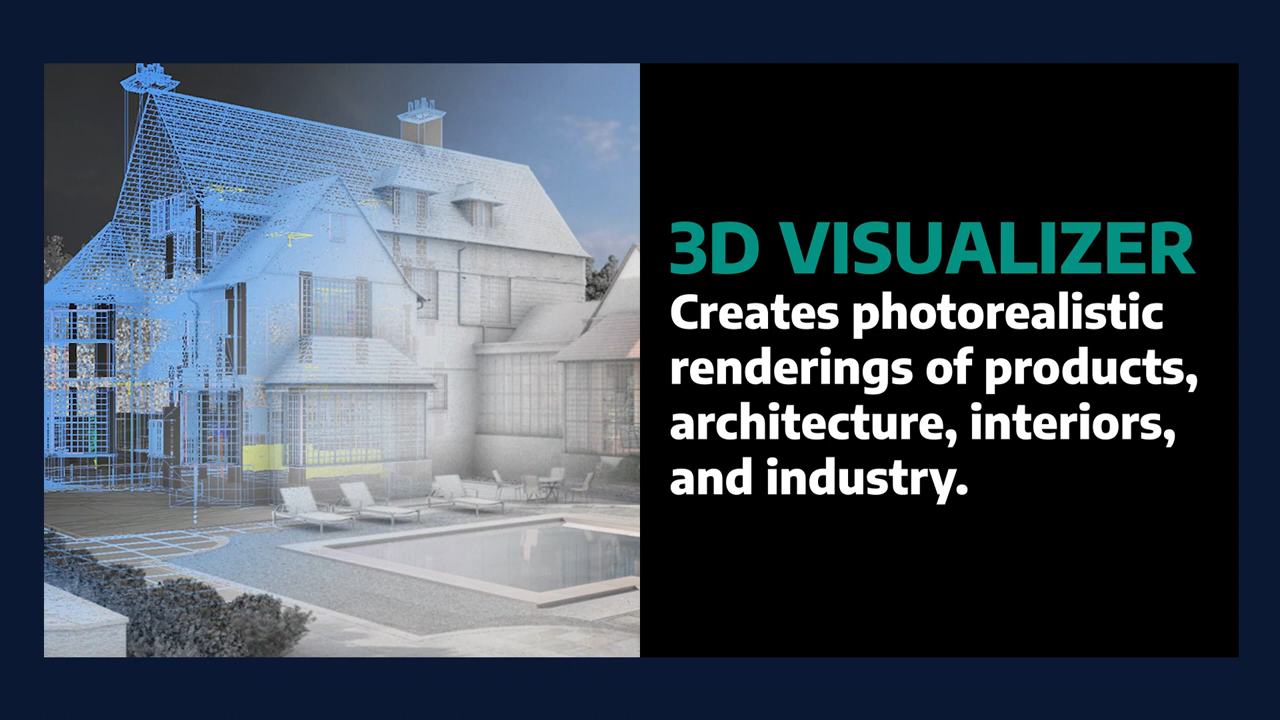 3D VISUALIZER
Creates photorealistic
renderings of products,
architecture, interiors,
and industry.